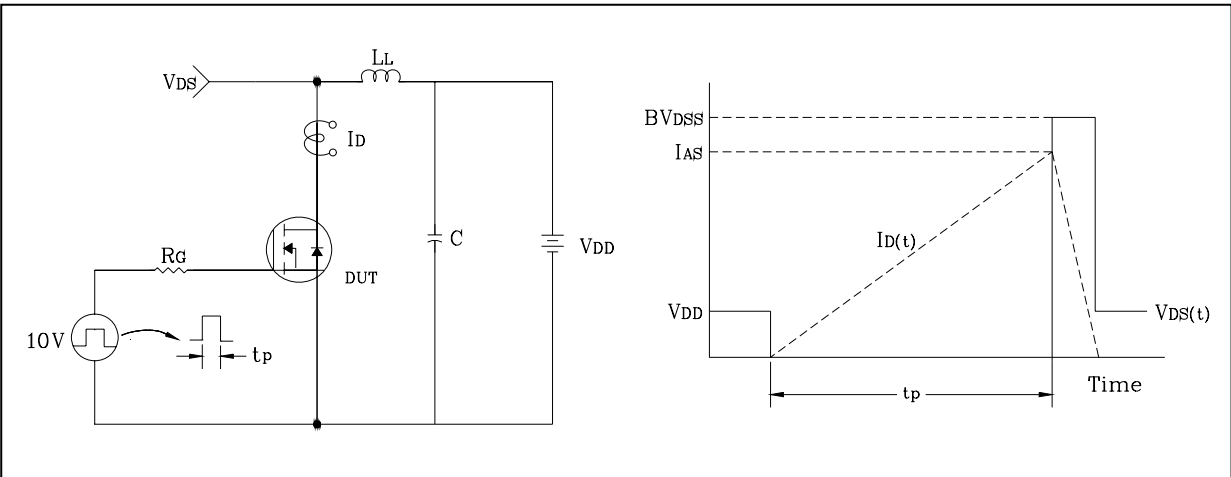 LL
VDS
ID
RG
DUT
C
VDD
10V
tp
BVDSS
IAS
ID(t)
VDD
VDS(t)
tp
Time